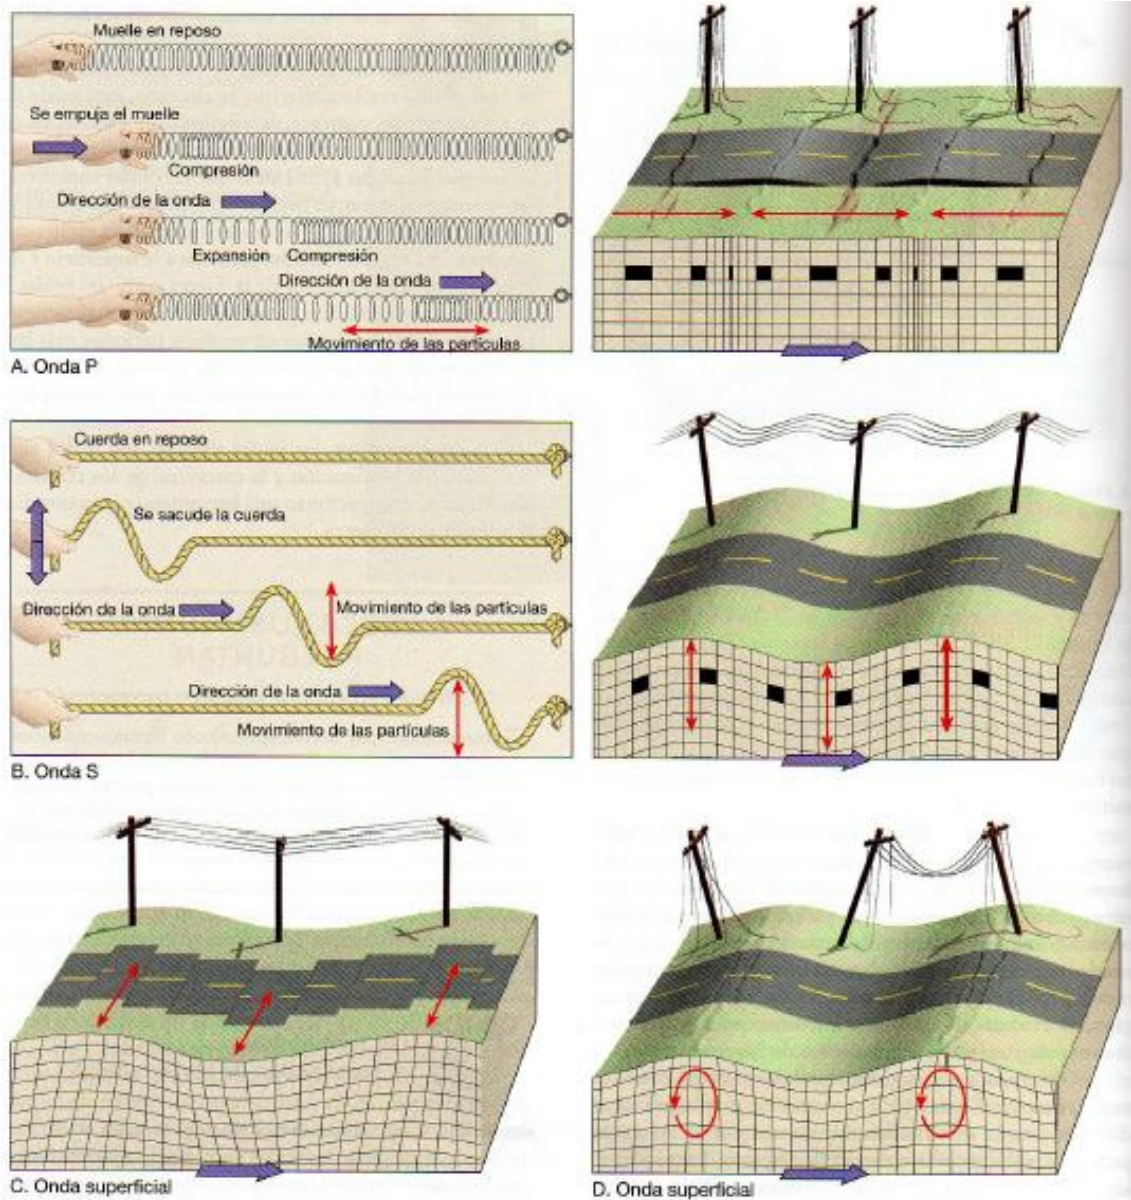 Muelle en reposo
Se empuja el muelle
Compresión
Dirección de la onda
Expansión
Compresión
Dirección de la onda
Movimiento de las partículas
A. Onda P
Cuerda en reposo
Se sacude la cuerda
Dirección de la onda
Movimiento de las partículas
Dirección de la onda
Movimiento de las partículas
B. Onda S
C. Onda superficial
D. Onda superficial